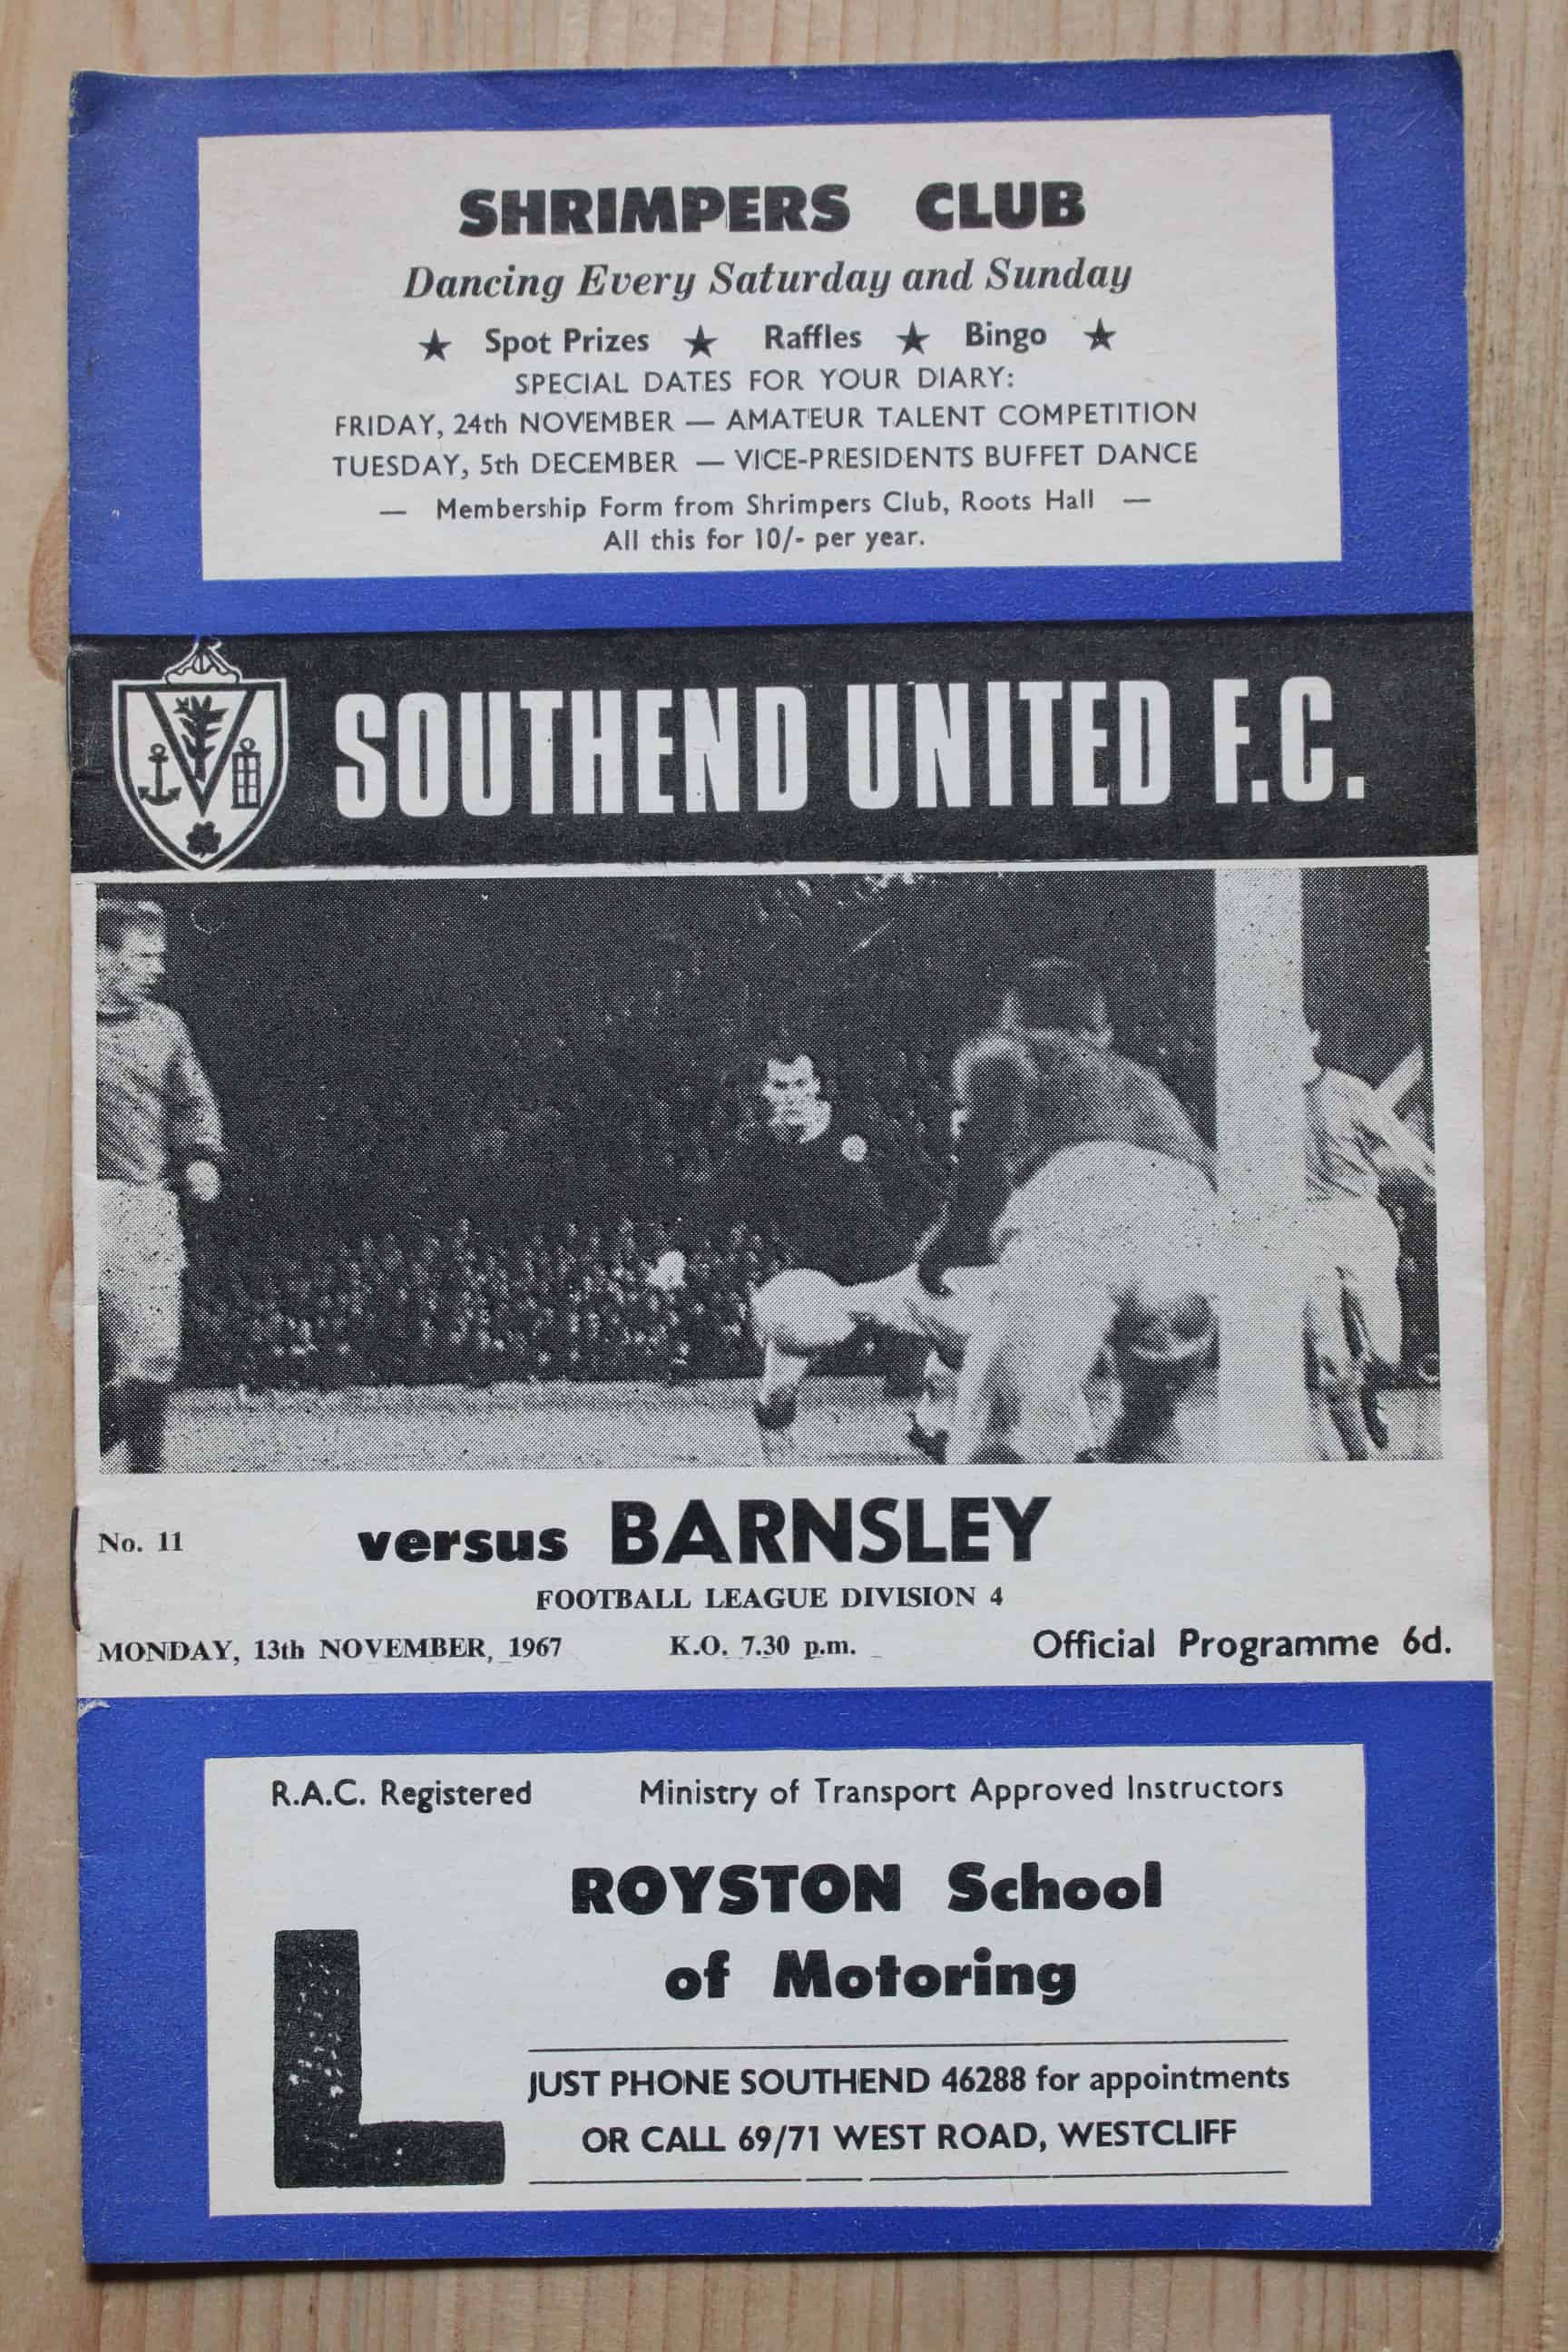 SHRIMPERS CLUB
Dancing Every Saturday and Sunday
★ Spot Prizes ★ Raffles ★ Bingo ★
SPECIAL DATES FOR YOUR DIARY:
FRIDAY, 24th NOVEMBER — AMATEUR TALENT COMPETITION
TUESDAY, 5th DECEMBER — VICE-PRESIDENTS BUFFET DANCE
— Membership Form from Shrimpers Club, Roots Hall —
All this for 10/- per year.
SOUTHEND UNITED F.C.
No. 11 versus BARNSLEY
FOOTBALL LEAGUE DIVISION 4
MONDAY, 13th NOVEMBER, 1967 K.O. 7.30 p.m. Official Programme 6d.
R.A.C. Registered Ministry of Transport Approved Instructors
ROYSTON School
of Motoring
L
JUST PHONE SOUTHEND 46288 for appointments
OR CALL 69/71 WEST ROAD, WESTCLIFF